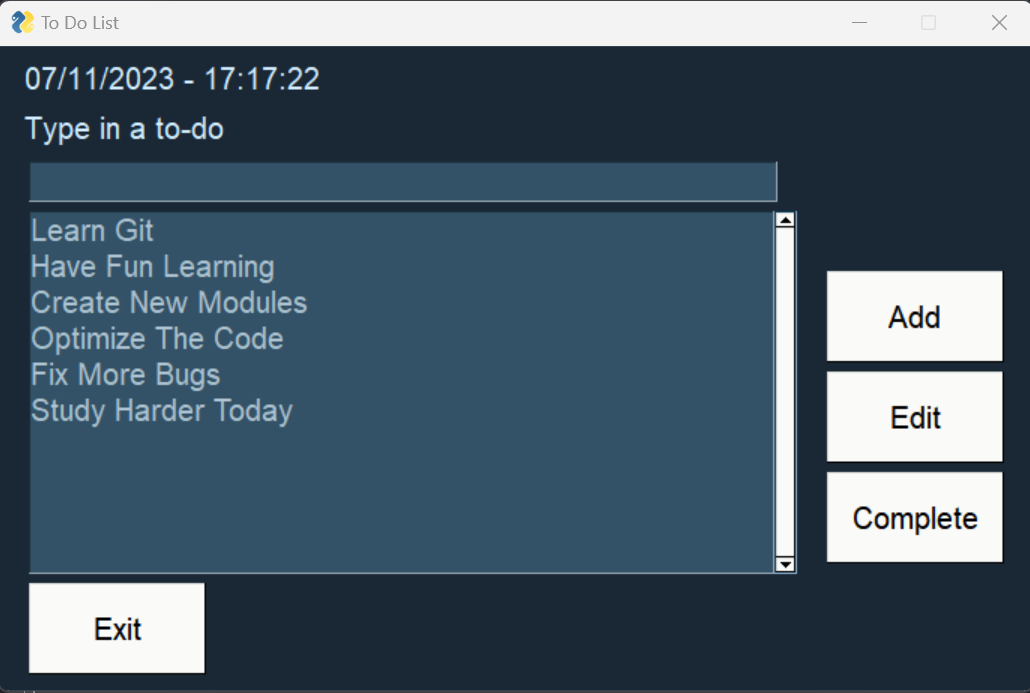 To Do List
07/11/2023 - 17:17:22
Type in a to-do
Learn Git
Have Fun Learning
Create New Modules
Optimize The Code
Fix More Bugs
Study Harder Today
Add
Edit
Complete
Exit